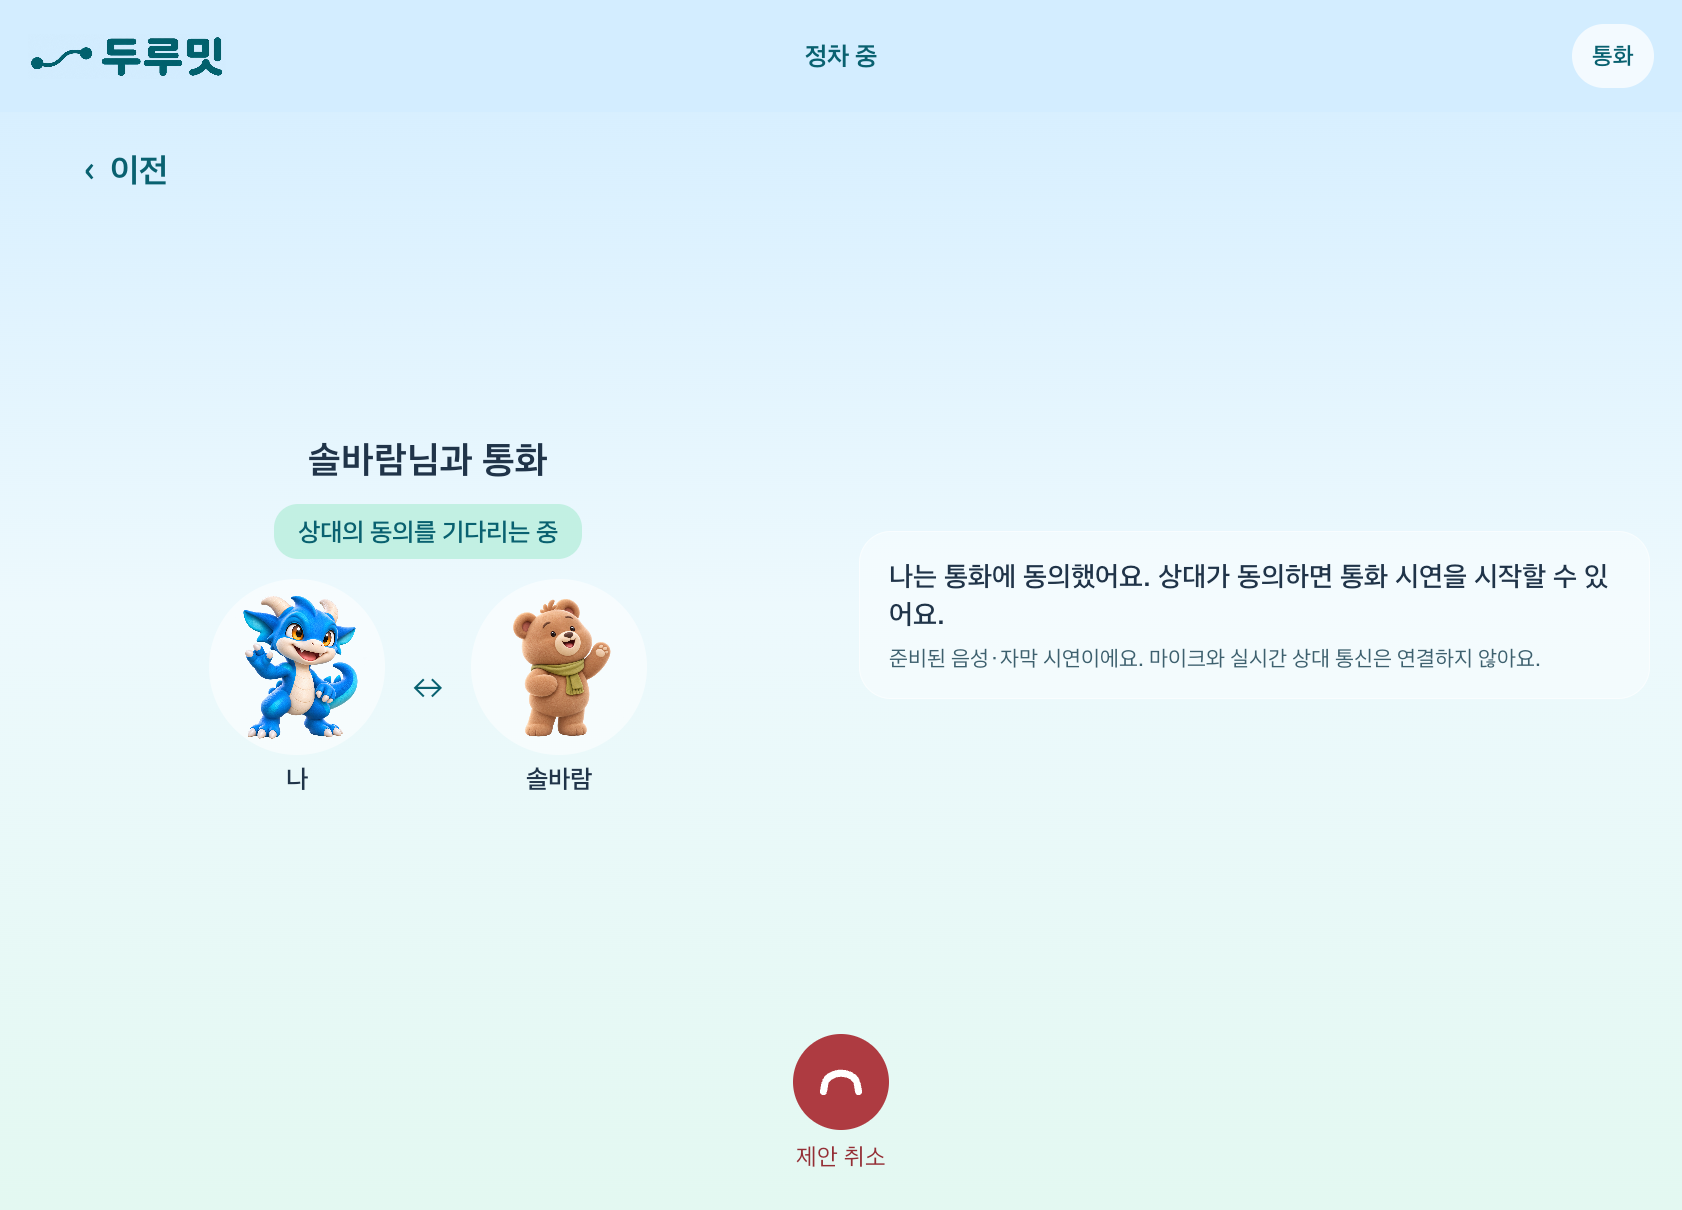 두루밋
정차 중
통화
‹ 이전
솔바람님과 통화
상대의 동의를 기다리는 중
나
솔바람
나는 통화에 동의했어요. 상대가 동의하면 통화 시연을 시작할 수 있
어요.
준비된 음성·자막 시연이에요. 마이크와 실시간 상대 통신은 연결하지 않아요.
제안 취소